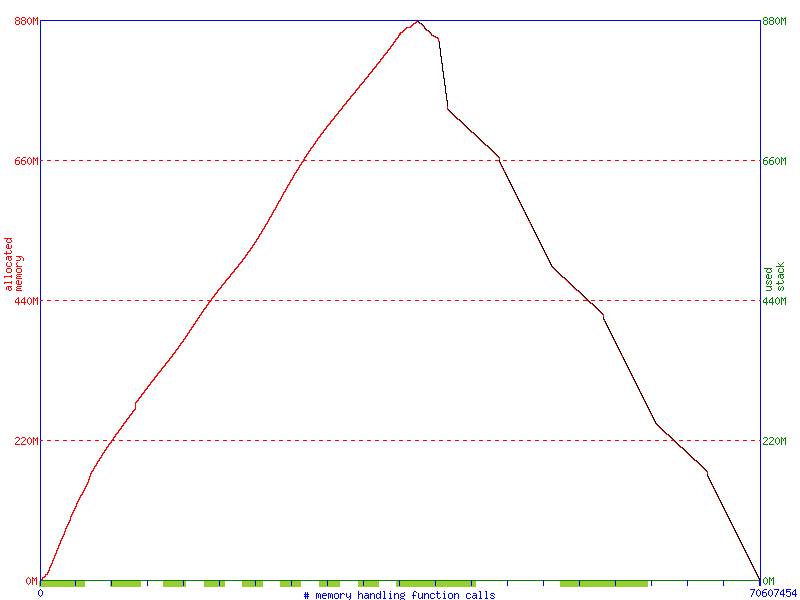 880M
880M
660M
660M
allocated
memory
used
stack
440M
440M
220M
220M
0M
0M
0
# memory handling function calls
70607454